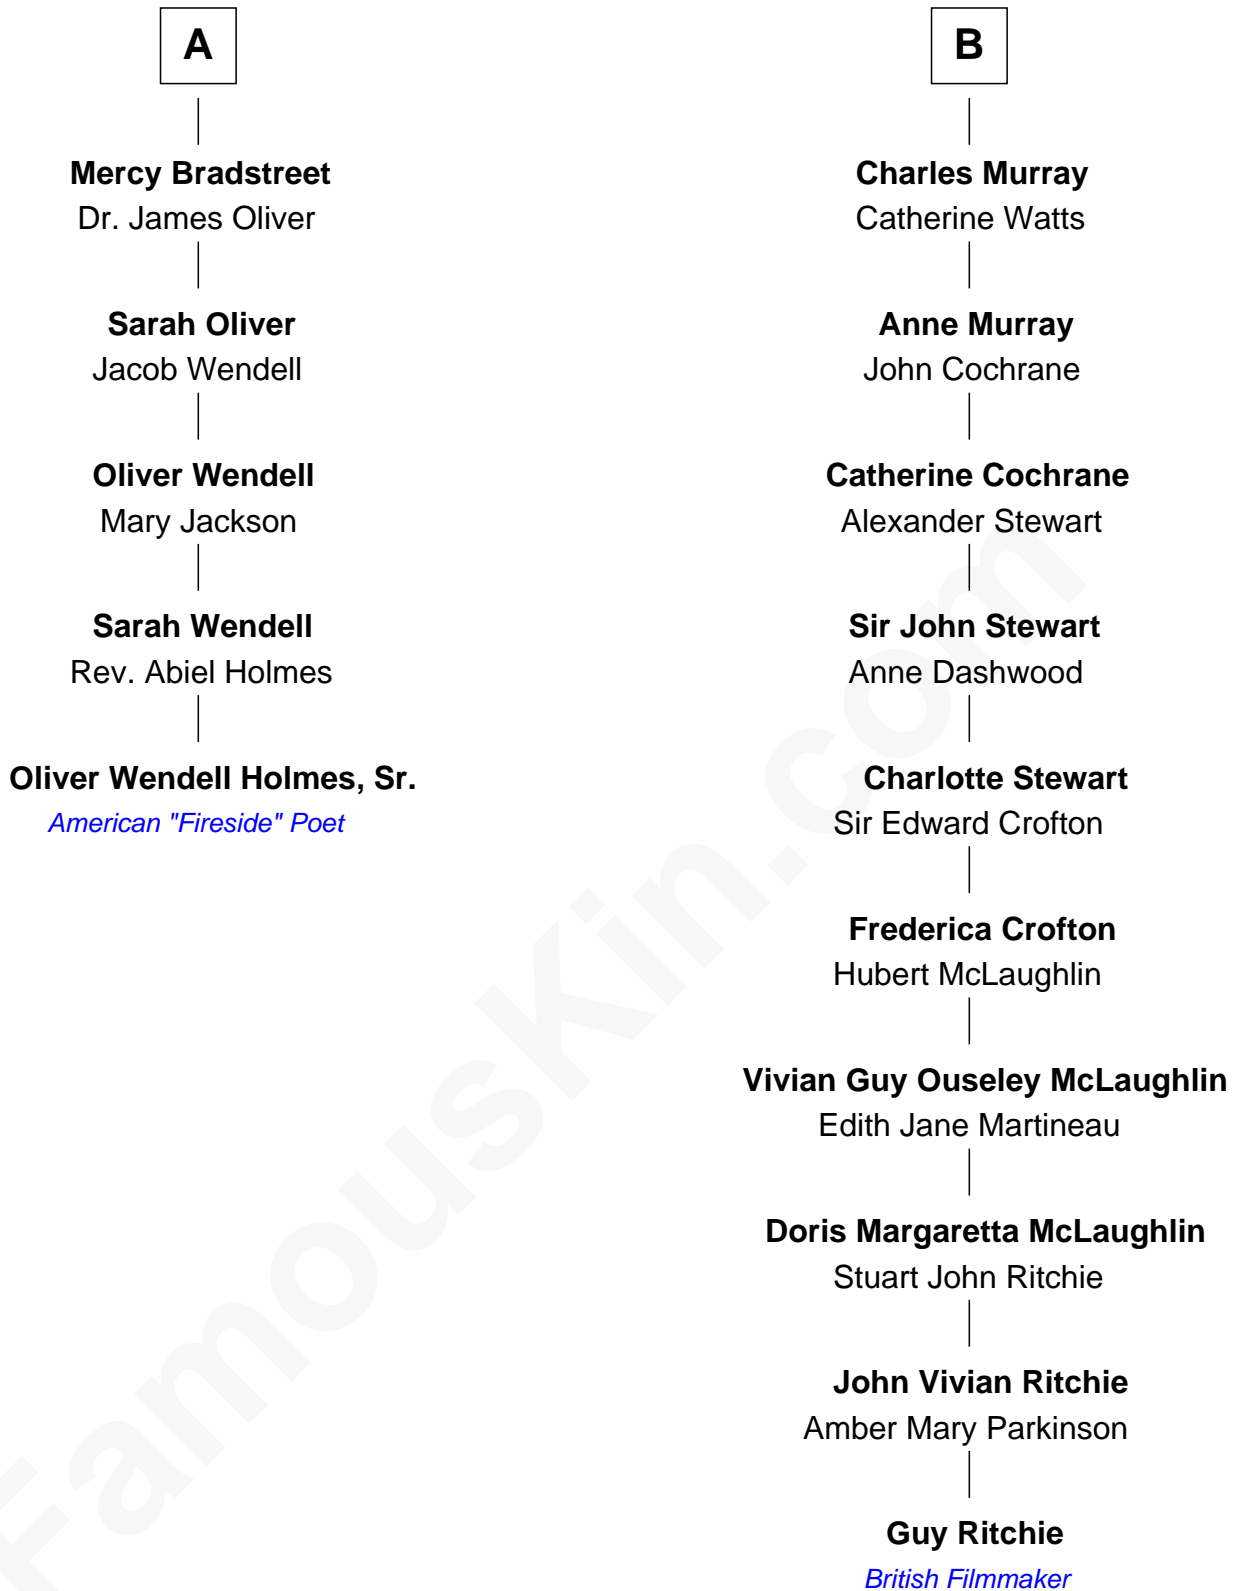 A
Mercy Bradstreet
Dr. James Oliver
Sarah Oliver
Jacob Wendell
Oliver Wendell
Mary Jackson
Sarah Wendell
Rev. Abiel Holmes
Oliver Wendell Holmes, Sr.
American "Fireside" Poet
B
Charles Murray
Catherine Watts
Anne Murray
John Cochrane
Catherine Cochrane
Alexander Stewart
Sir John Stewart
Anne Dashwood
Charlotte Stewart
Sir Edward Crofton
Frederica Crofton
Hubert McLaughlin
Vivian Guy Ouseley McLaughlin
Edith Jane Martineau
Doris Margaretta McLaughlin
Stuart John Ritchie
John Vivian Ritchie
Amber Mary Parkinson
Guy Ritchie
British Filmmaker
FamousKin.com